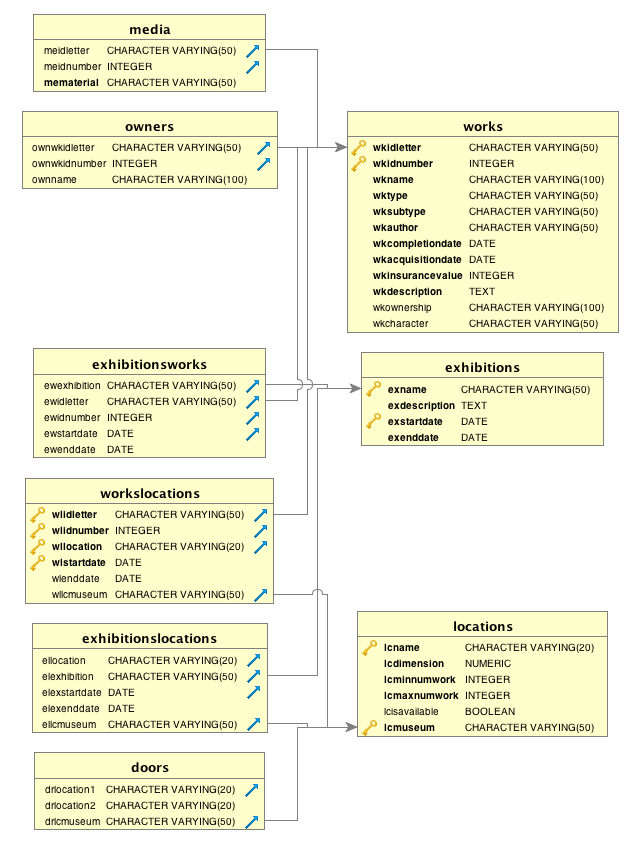 media
meidletter CHARACTER VARYING(50)
meidnumber INTEGER
mematerial CHARACTER VARYING(50)
owners
ownwkidletter CHARACTER VARYING(50)
ownwkidnumber INTEGER
ownname CHARACTER VARYING(100)
works
wkidletter CHARACTER VARYING(50)
wkidnumber INTEGER
wkname CHARACTER VARYING(100)
wktype CHARACTER VARYING(50)
wksubtype CHARACTER VARYING(50)
wkauthor CHARACTER VARYING(50)
wkcompletiondate DATE
wkacquisitiondate DATE
wkinsurancevalue INTEGER
wkdescription TEXT
wkownership CHARACTER VARYING(100)
wkcharacter CHARACTER VARYING(50)
exhibitionsworks
ewexhibition CHARACTER VARYING(50)
ewidletter CHARACTER VARYING(50)
ewidnumber INTEGER
ewstartdate DATE
ewenddate DATE
exhibitions
exname CHARACTER VARYING(50)
exdescription TEXT
exstartdate DATE
exenddate DATE
workslocations
wlidletter CHARACTER VARYING(50)
wlidnumber INTEGER
wllocation CHARACTER VARYING(20)
wlstartdate DATE
wlenddate DATE
wllcmuseum CHARACTER VARYING(50)
exhibitionslocations
ellocation CHARACTER VARYING(20)
elexhibition CHARACTER VARYING(50)
elexstartdate DATE
elexenddate DATE
ellcmuseum CHARACTER VARYING(50)
locations
lcname CHARACTER VARYING(20)
lcdimension NUMERIC
lcminnumwork INTEGER
lcmaxnumwork INTEGER
lcisavailable BOOLEAN
lcmuseum CHARACTER VARYING(50)
doors
drlocation1 CHARACTER VARYING(20)
drlocation2 CHARACTER VARYING(20)
drlcmuseum CHARACTER VARYING(50)